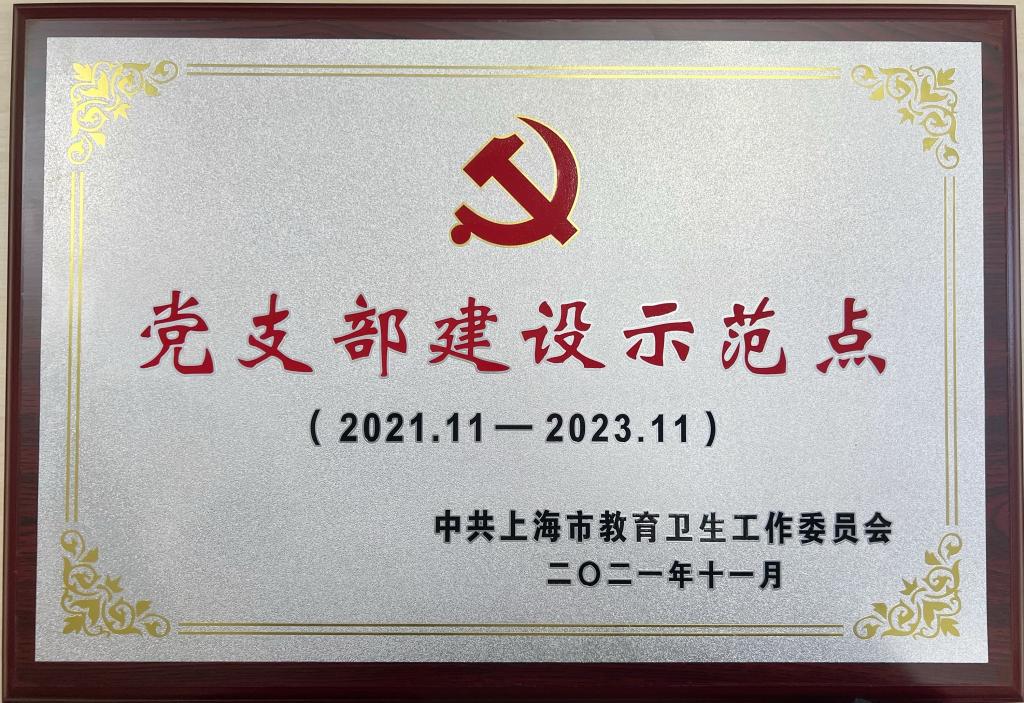 党支部建设示范点
（2021.11—2023.11）
中共上海市教育卫生工作委员会
二〇二一年十一月